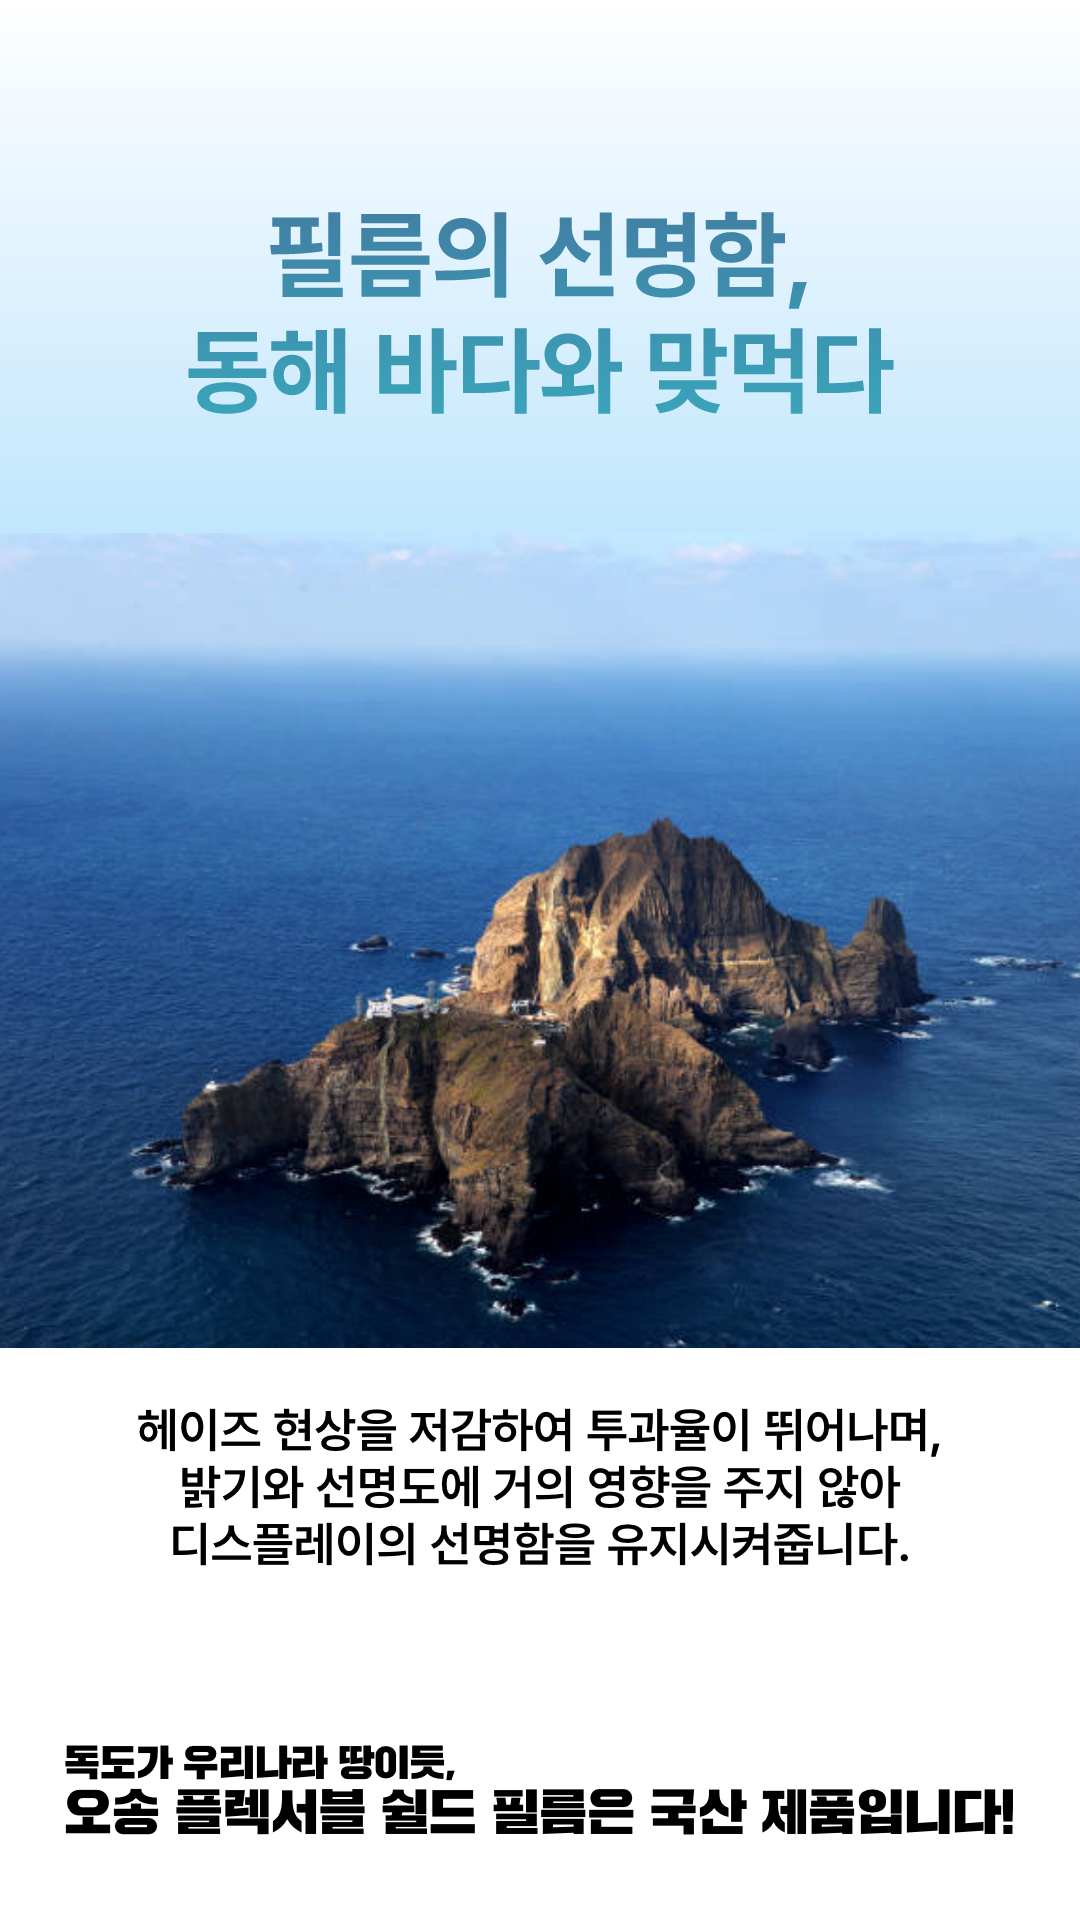 필름의 선명함,
동해 바다와 맞먹다
헤이즈 현상을 저감하여 투과율이 뛰어나며,
밝기와 선명도에 거의 영향을 주지 않아
디스플레이의 선명함을 유지시켜줍니다.
독도가 우리나라 땅이듯,
오송 플렉서블 쉴드 필름은 국산 제품입니다!